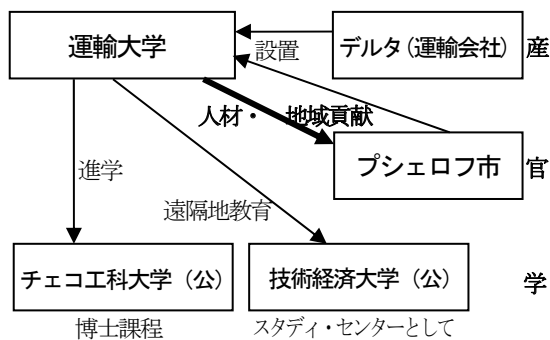 運輸大学
設置
デルタ(運輸会社)
産
人材・ 地域貢献
プシェロフ市
官
進学
遠隔地教育
チェコ工科大学(公)
技術経済大学(公)
学
博士課程
スタディ・センターとして